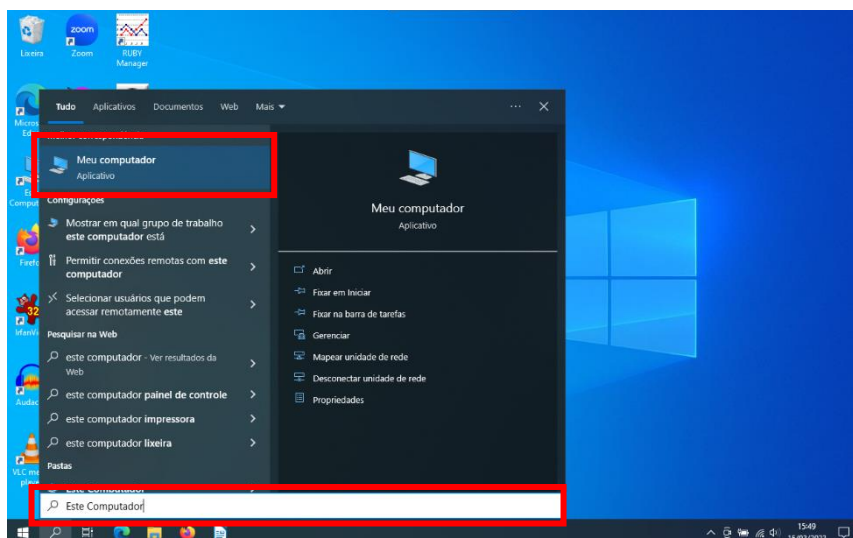 Lixeira
Zoom
RUBY
Manager
zoom
Tudo Aplicativos Documentos Web Mais
Meu computador
Aplicativo
Configurações
Mostrar em qual grupo de trabalho
este computador está
Permitir conexões remotas com este
computador
Selecionar usuários que podem
acessar remotamente este
Pesquisar na Web
este computador - Ver resultados da
Web
este computador painel de controle
este computador impressora
este computador lixeira
Pastas
Este Computador
Este Computador
Meu computador
Aplicativo
Abrir
Fixar em Iniciar
Fixar na barra de tarefas
Gerenciar
Mapear unidade de rede
Desconectar unidade de rede
Propriedades
15:49